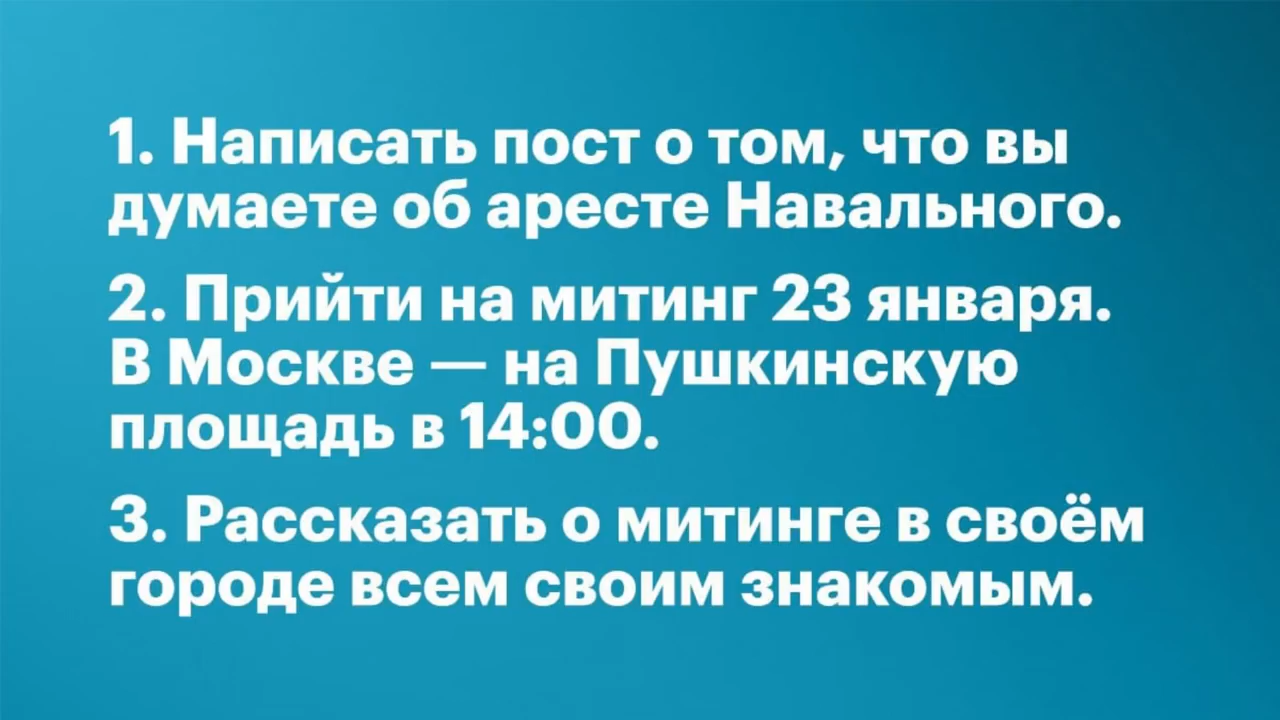 1. Написать пост о том, что вы
думаете об аресте Навального.
2. Прийти на митинг 23 января.
В Москве — на Пушкинскую
площадь в 14:00.
3. Рассказать о митинге в своём
городе всем своим знакомым.